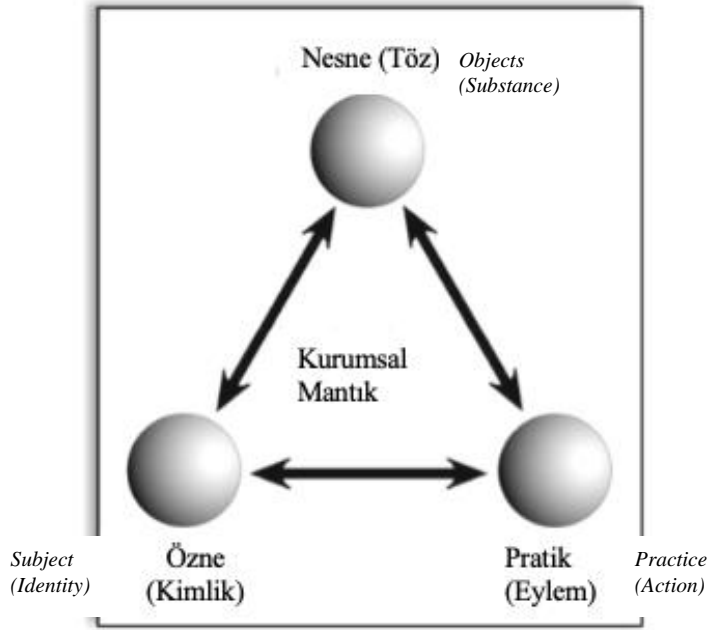 Nesne (Töz) Objects
(Substance)
Kurumsal
Mantık
Subject Özne Pratik Practice
(Identity) (Kimlik) (Eylem) (Action)